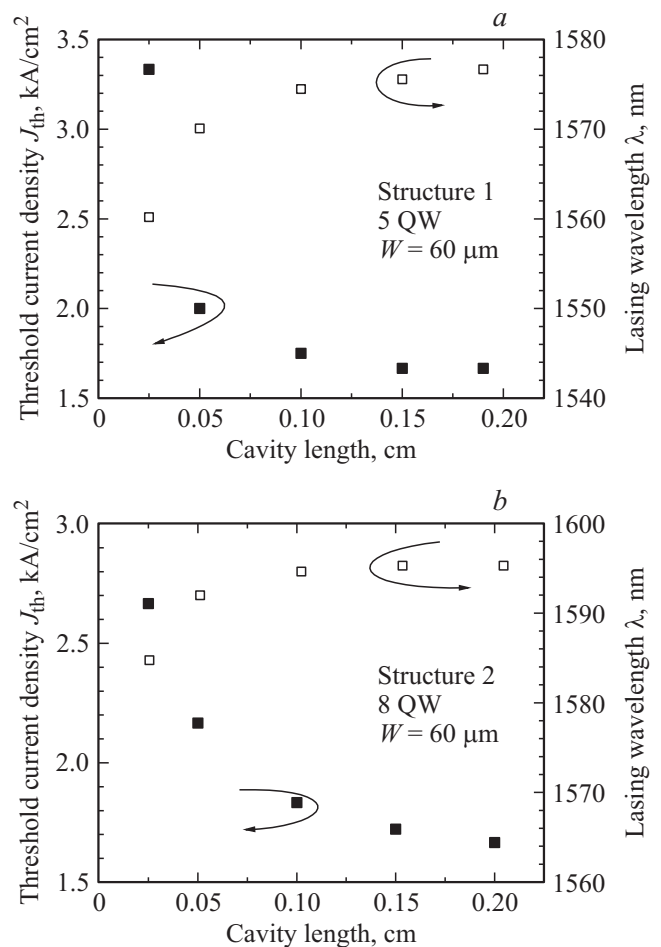 a
3.5
3.0
2.5
2.0
1.5
Threshold current density Jth, kA/cm2
1580
1570
1560
1550
1540
Lasing wavelength λ, nm
Structure 1
5 QW
W = 60 μm
0 0.05 0.10 0.15 0.20
Cavity length, cm
b
3.0
2.5
2.0
1.5
Threshold current density Jth, kA/cm2
1600
1590
1580
1570
1560
Lasing wavelength λ, nm
Structure 2
8 QW
W = 60 μm
0 0.05 0.10 0.15 0.20
Cavity length, cm